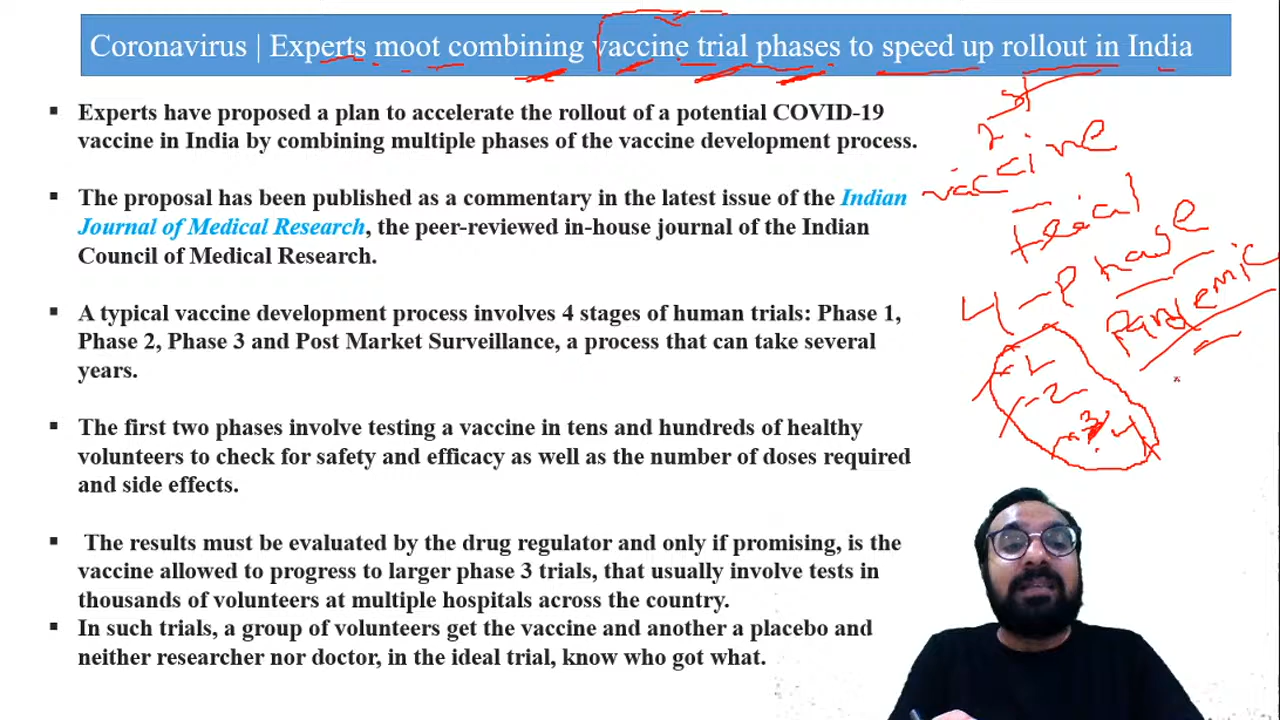 Coronavirus | Experts moot combining vaccine trial phases to speed up rollout in India
▪ Experts have proposed a plan to accelerate the rollout of a potential COVID-19
vaccine in India by combining multiple phases of the vaccine development process.
▪ The proposal has been published as a commentary in the latest issue of the Indian
Journal of Medical Research, the peer-reviewed in-house journal of the Indian
Council of Medical Research.
▪ A typical vaccine development process involves 4 stages of human trials: Phase 1,
Phase 2, Phase 3 and Post Market Surveillance, a process that can take several
years.
▪ The first two phases involve testing a vaccine in tens and hundreds of healthy
volunteers to check for safety and efficacy as well as the number of doses required
and side effects.
▪ The results must be evaluated by the drug regulator and only if promising, is the
vaccine allowed to progress to larger phase 3 trials, that usually involve tests in
thousands of volunteers at multiple hospitals across the country.
▪ In such trials, a group of volunteers get the vaccine and another a placebo and
neither researcher nor doctor, in the ideal trial, know who got what.
vaccine
trial
4-Phase
Pandemic
-2
3
4